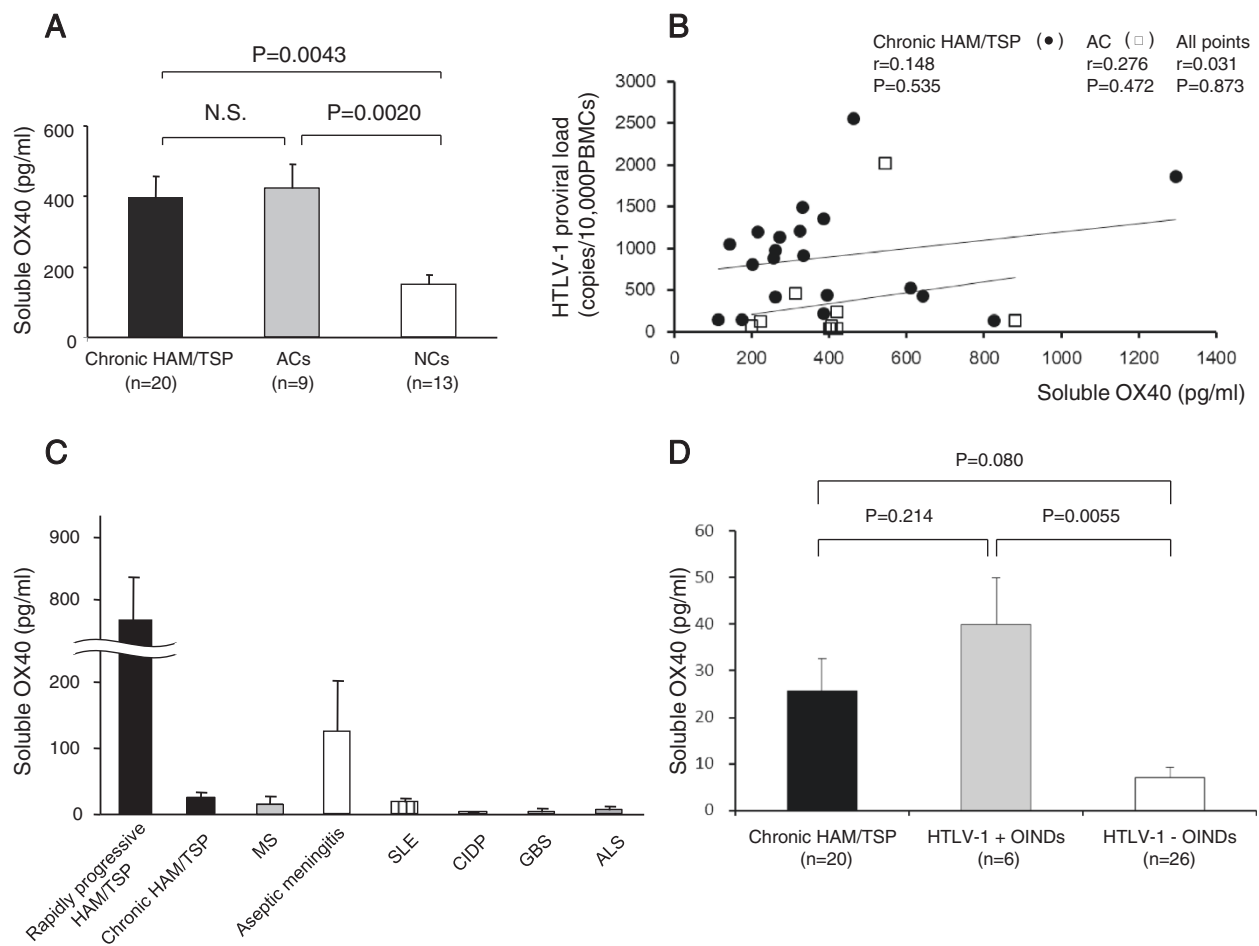 A
P=0.0043
N.S.
P=0.0020
Soluble OX40 (pg/ml)
600
400
200
0
Chronic HAM/TSP
(n=20)
ACs
(n=9)
NCs
(n=13)
B
Chronic HAM/TSP (●) AC (□) All points
r=0.148 r=0.276 r=0.031
P=0.535 P=0.472 P=0.873
HTLV-1 proviral load
(copies/10,000PBMCs)
3000
2500
2000
1500
1000
500
0
0 200 400 600 800 1000 1200 1400
Soluble OX40 (pg/ml)
C
Soluble OX40 (pg/ml)
900
800
200
100
0
Rapidly progressive
HAM/TSP
Chronic HAM/TSP
MS
Aseptic meningitis
SLE
CIDP
GBS
ALS
D
P=0.080
P=0.214
P=0.0055
Soluble OX40 (pg/ml)
60
50
40
30
20
10
0
Chronic HAM/TSP
(n=20)
HTLV-1 + OINDs
(n=6)
HTLV-1 - OINDs
(n=26)